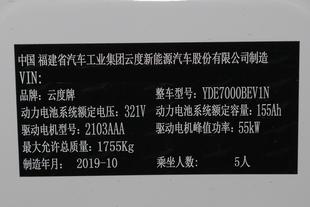 中国 福建省汽车工业集团云度新能源汽车股份有限公司制造
VIN:
品牌: 云度牌 整车型号: YDE7000BEV1N
动力电池系统额定电压: 321V 动力电池系统额定容量: 155Ah
驱动电机型号: 2103AAA 驱动电机峰值功率: 55kW
最大允许总质量: 1755Kg
制造年月: 2019-10 乘坐人数: 5人